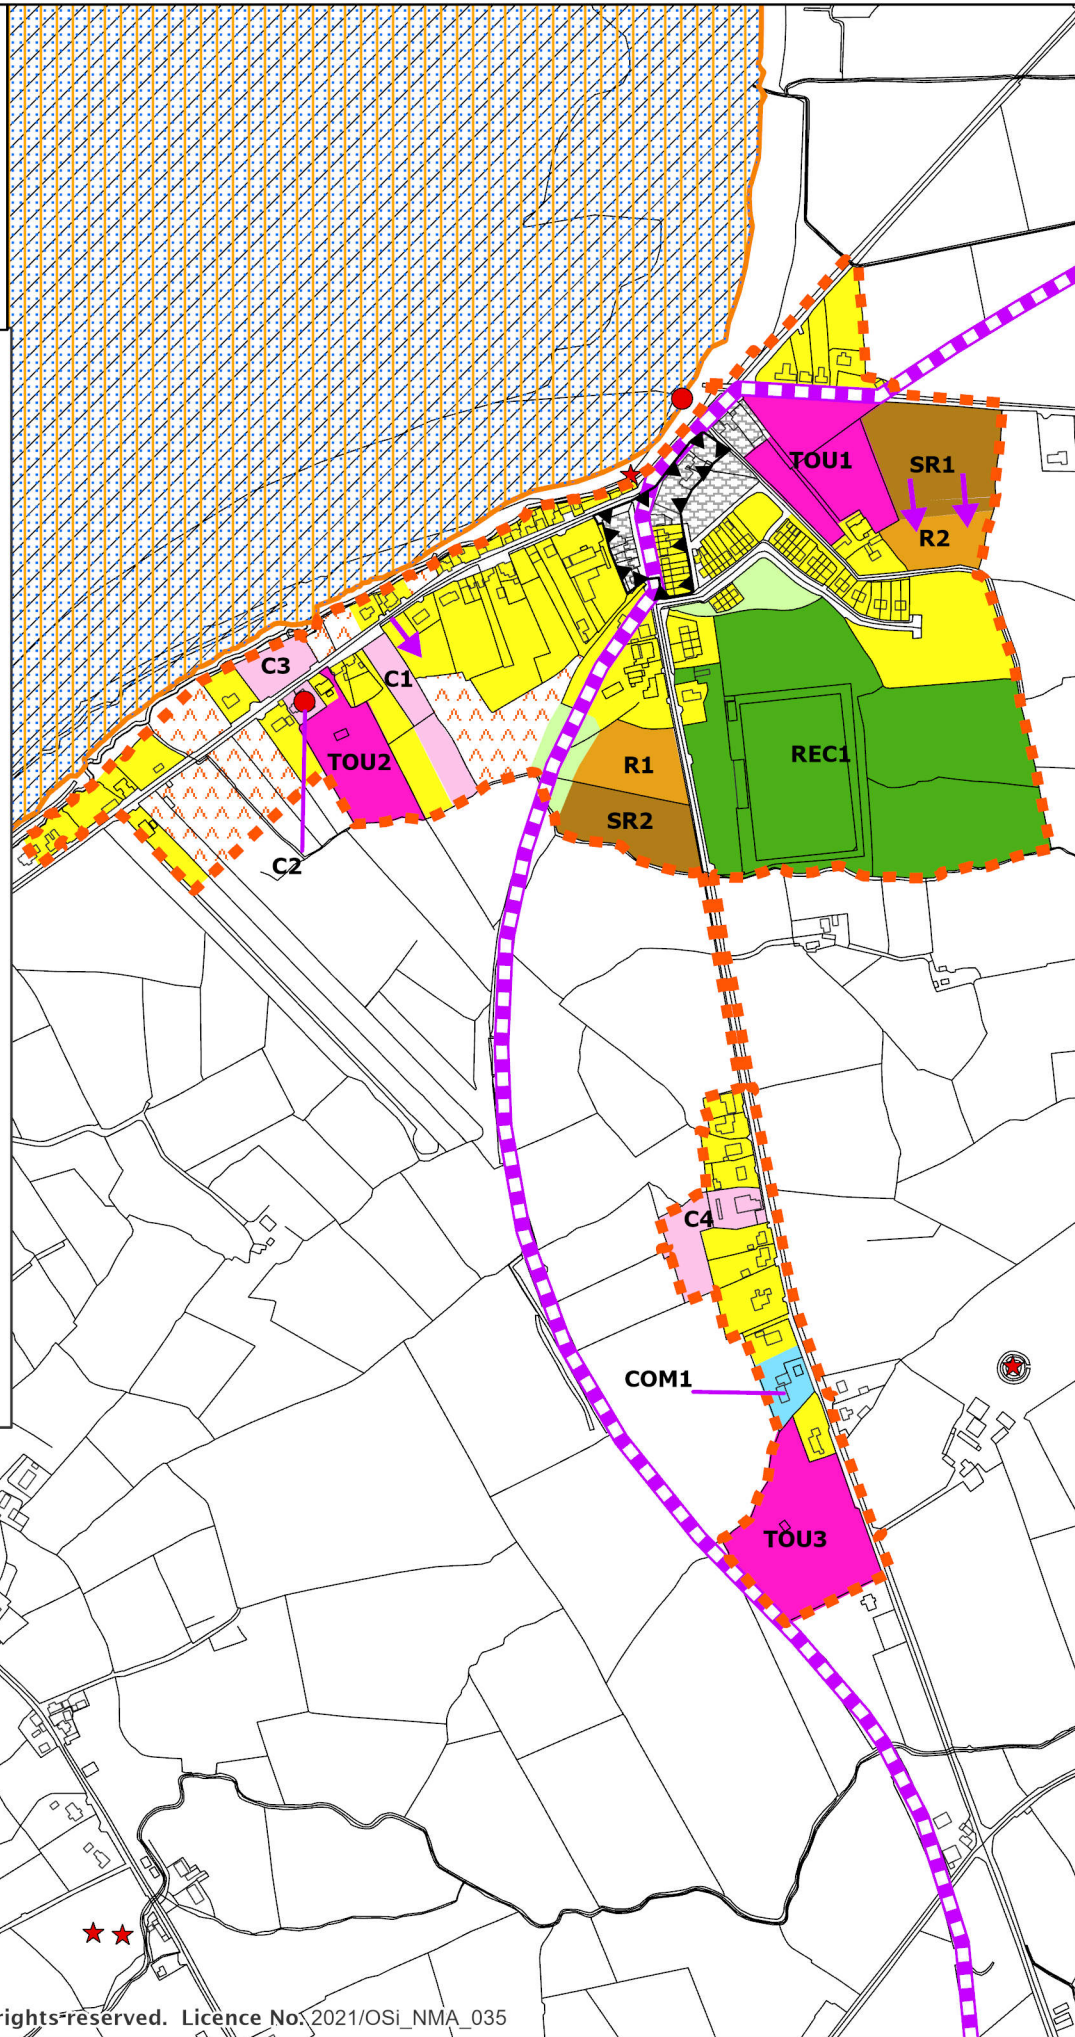 TOU1
SR1
R2
C3
C1
TOU2
REC1
R1
SR2
C2
C4
COM1
TOU3
rights reserved. Licence No. 2021/OSi_NMA_035